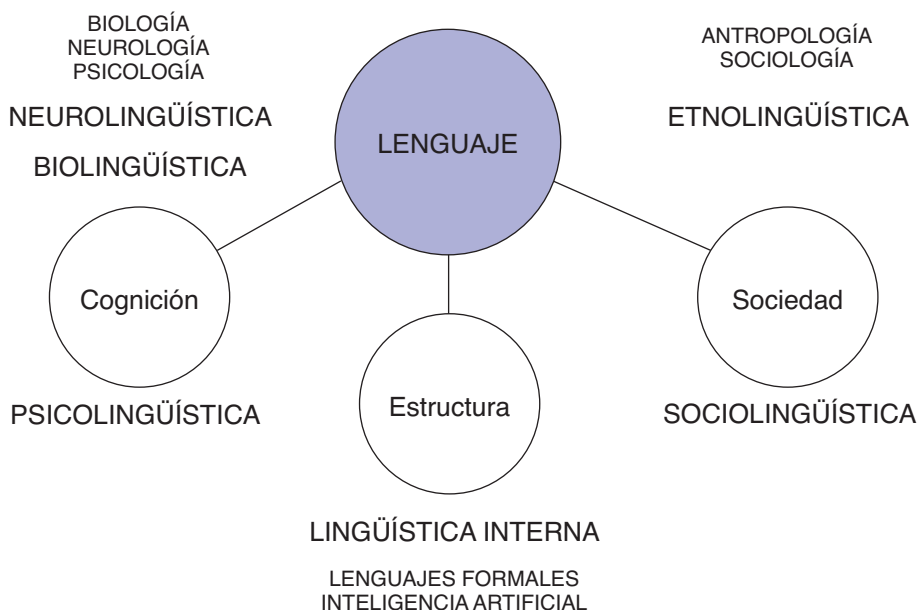 BIOLOGÍA
NEUROLOGÍA
PSICOLOGÍA
NEUROLINGÜÍSTICA
BIOLINGÜÍSTICA
LENGUAJE
ANTROPOLOGÍA
SOCIOLOGÍA
ETNOLINGÜÍSTICA
Cognición
PSICOLINGÜÍSTICA
Estructura
Sociedad
SOCIOLINGÜÍSTICA
LINGÜÍSTICA INTERNA
LENGUAJES FORMALES
INTELIGENCIA ARTIFICIAL